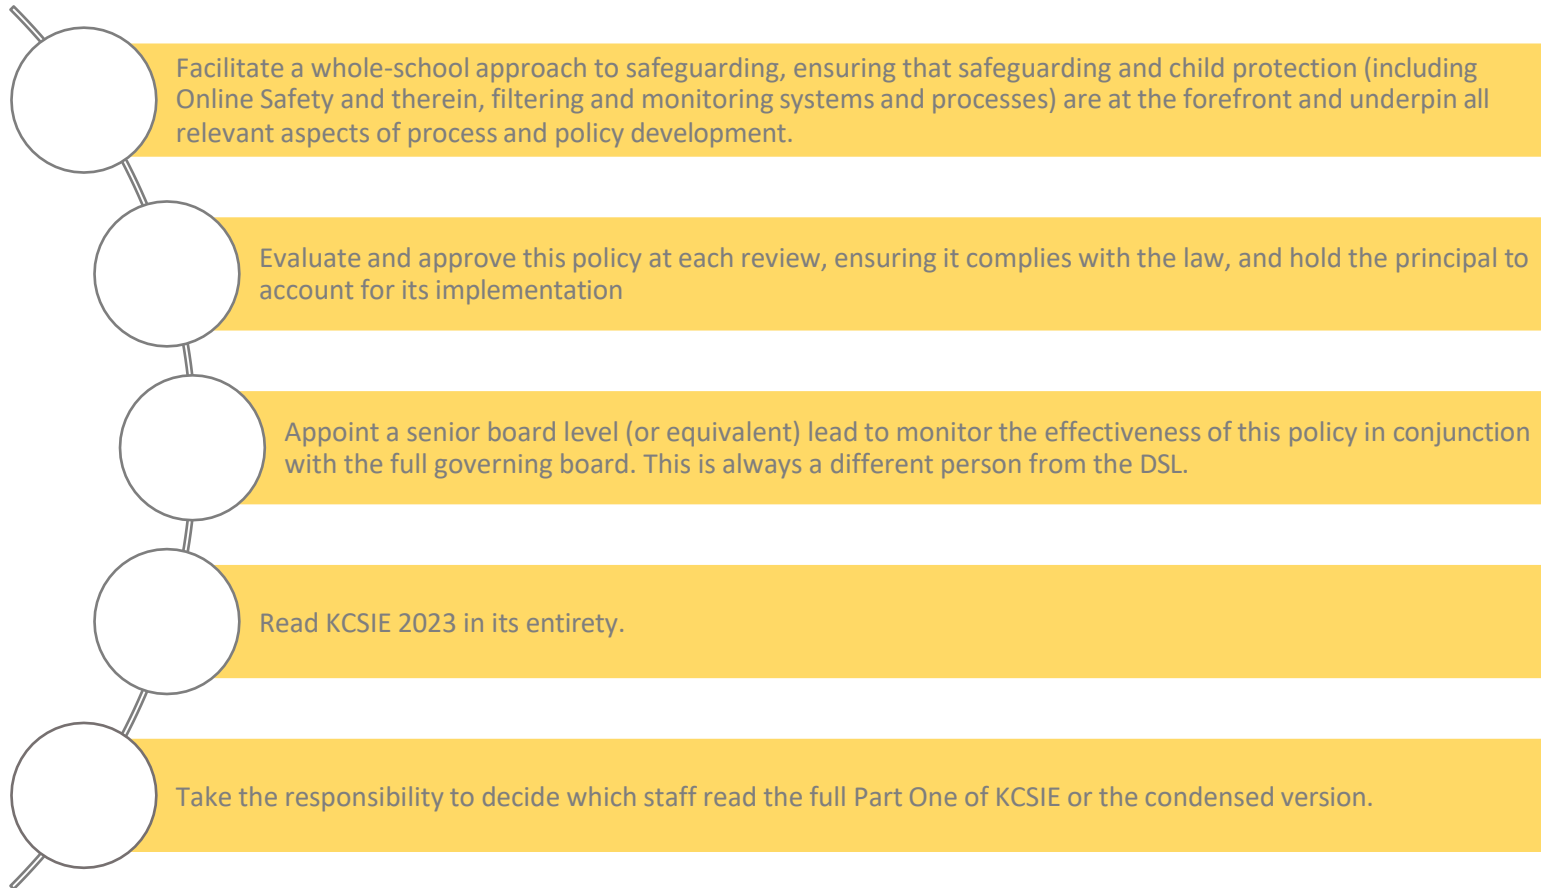 Facilitate a whole-school approach to safeguarding, ensuring that safeguarding and child protection (including
Online Safety and therein, filtering and monitoring systems and processes) are at the forefront and underpin all
relevant aspects of process and policy development.
Evaluate and approve this policy at each review, ensuring it complies with the law, and hold the principal to
account for its implementation
Appoint a senior board level (or equivalent) lead to monitor the effectiveness of this policy in conjunction
with the full governing board. This is always a different person from the DSL.
Read KCSIE 2023 in its entirety.
Take the responsibility to decide which staff read the full Part One of KCSIE or the condensed version.